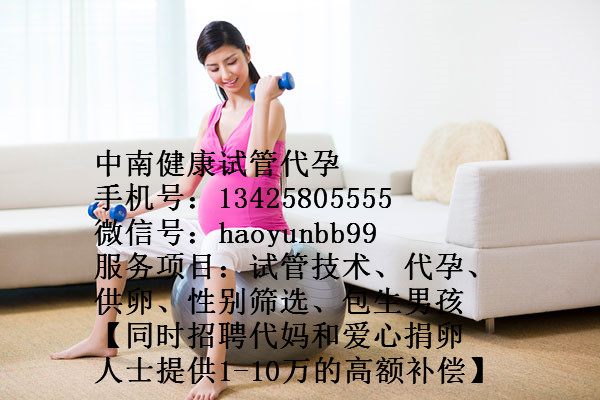 中南健康试管代孕
手机号：13425805555
微信号：haoyunbb99
服务项目：试管技术、代孕、
供卵、性别筛选、包生男孩
【同时招聘代妈和爱心捐卵
人士提供1-10万的高额补偿】